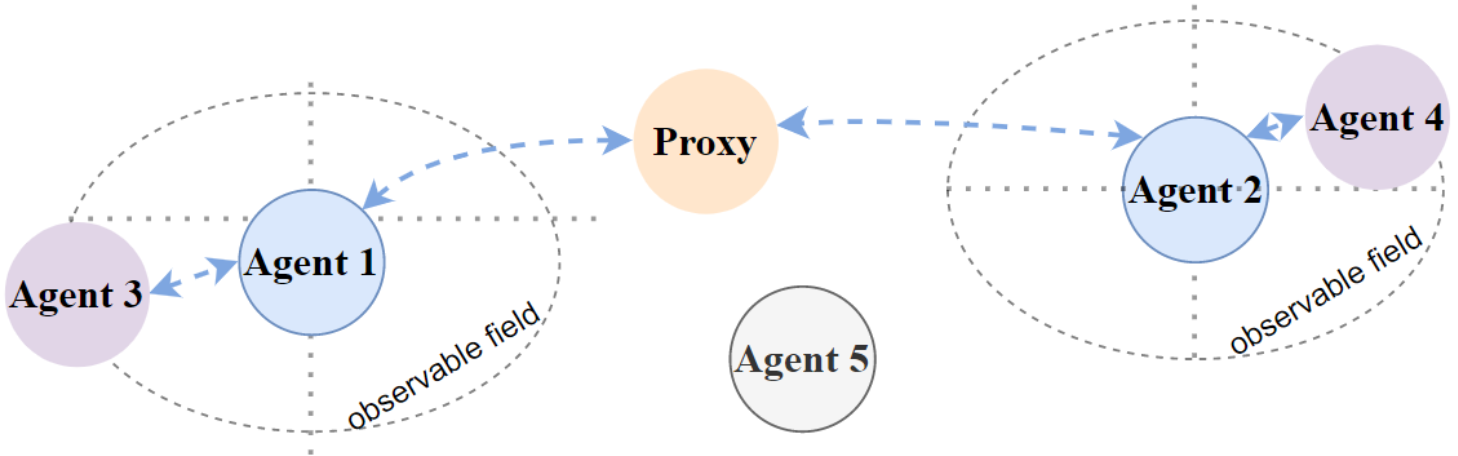 Agent 4
Proxy
Agent 2
Agent 1
Agent 3
observable field
observable field
Agent 5